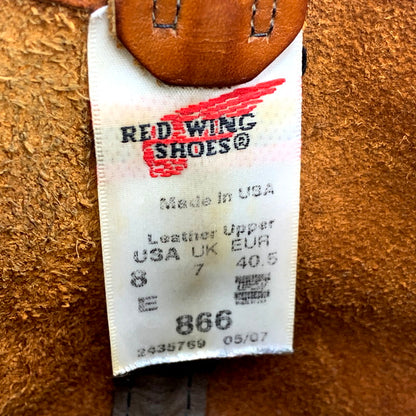 RED WING
SHOES®
Made in USA
Leather Upper
USA UK EUR
8 7 40.5
E
866
2435769 05/07